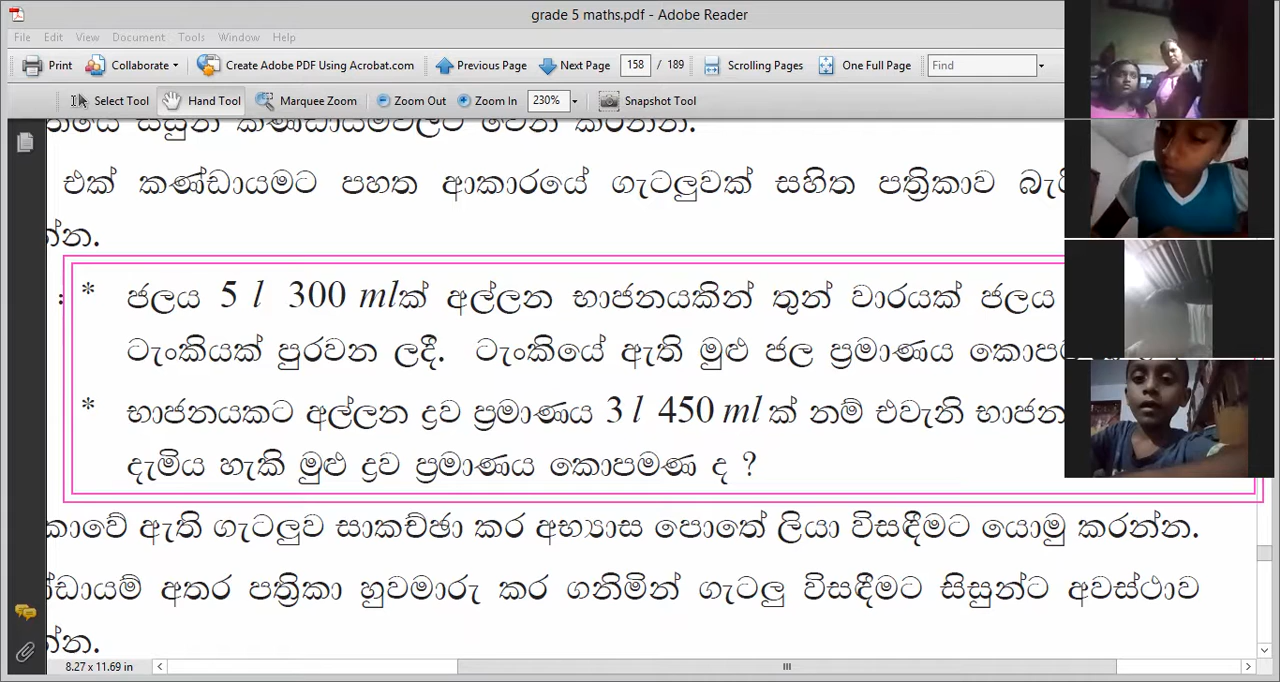 grade 5 maths.pdf - Adobe Reader
File Edit View Document Tools Window Help
Print Collaborate Create Adobe PDF Using Acrobat.com Previous Page Next Page 158 / 189 Scrolling Pages One Full Page Find
Select Tool Hand Tool Marquee Zoom Zoom Out Zoom In 230% Snapshot Tool
සිසුන් කණ්ඩායම්වලට වෙන් කරන්න.
එක් කණ්ඩායමට පහත ආකාරයේ ගැටලුවක් සහිත පත්‍රිකාව
* ජලය 5 l 300 mlක් අල්ලන භාජනයකින් තුන් වාරයක් ජලය
ටැංකියක් පුරවන ලදී. ටැංකියේ ඇති මුළු ජල ප්‍රමාණය
* භාජනයකට අල්ලන ද්‍රව ප්‍රමාණය 3 l 450 ml ක් නම් එවැනි
දැමිය හැකි මුළු ද්‍රව ප්‍රමාණය කොපමණ ද ?
ඇති ගැටලුව සාකච්ඡා කර අභ්‍යාස පොතේ ලියා විසඳීමට යොමු කරන්න.
අතර පත්‍රිකා හුවමාරු කර ගනිමින් ගැටලු විසඳීමට සිසුන්ට අවස්ථාව
8.27 x 11.69 in